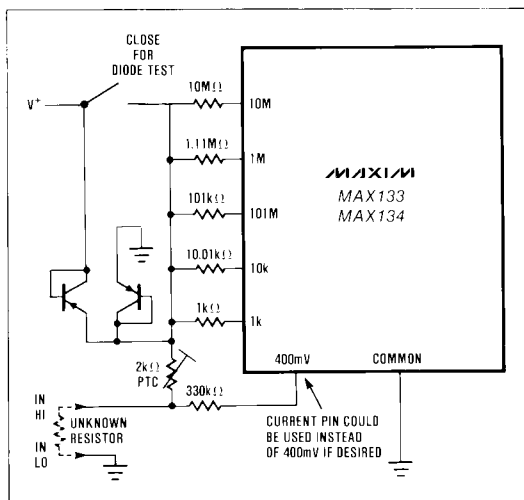 CLOSE
FOR
DIODE TEST
V+
10MΩ
10M
1.11MΩ
1M
101kΩ
101M
10.01kΩ
10k
1kΩ
1k
MAXIM
MAX133
MAX134
400mV
COMMON
2kΩ
PTC
330kΩ
IN
HI
UNKNOWN
RESISTOR
IN
LO
CURRENT PIN COULD
BE USED INSTEAD
OF 400mV IF DESIRED